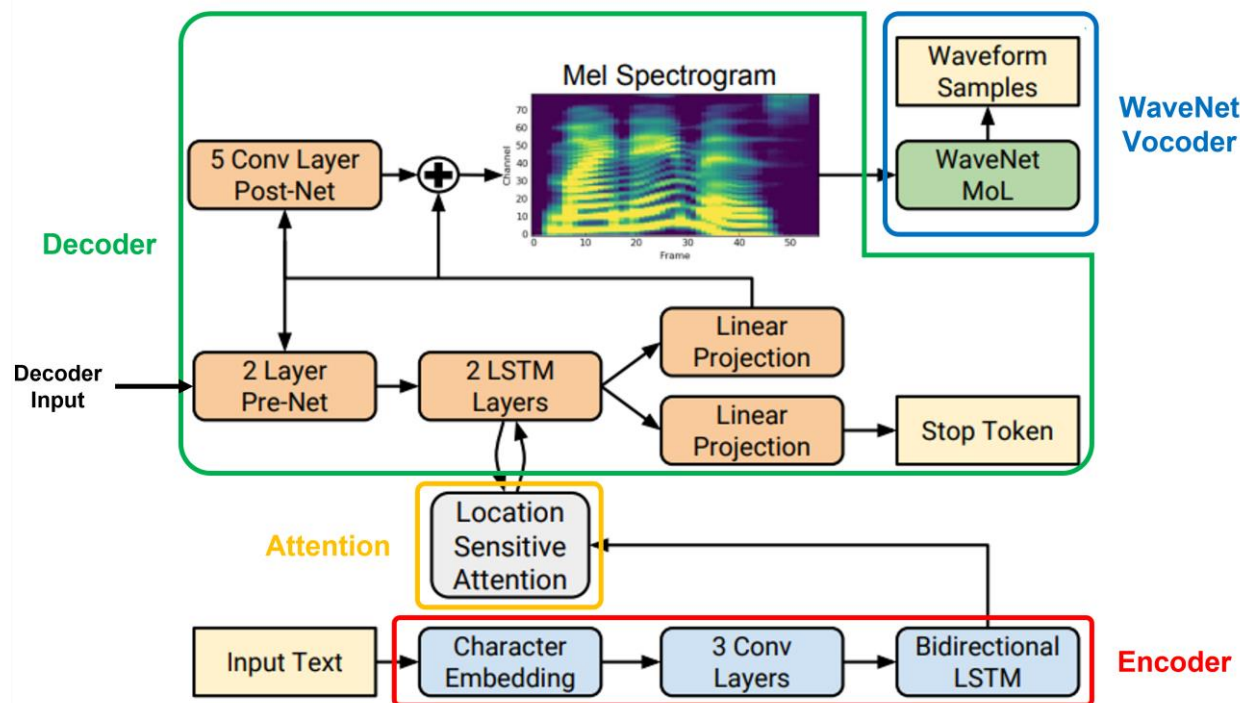 Mel Spectrogram
Waveform
Samples
WaveNet
Vocoder
WaveNet
MoL
5 Conv Layer
Post-Net
Channel
70
60
50
40
30
20
10
0
0 10 20 30 40 50
Frame
Decoder
Linear
Projection
Decoder
Input
2 Layer
Pre-Net
2 LSTM
Layers
Linear
Projection
Stop Token
Attention
Location
Sensitive
Attention
Input Text
Character
Embedding
3 Conv
Layers
Bidirectional
LSTM
Encoder